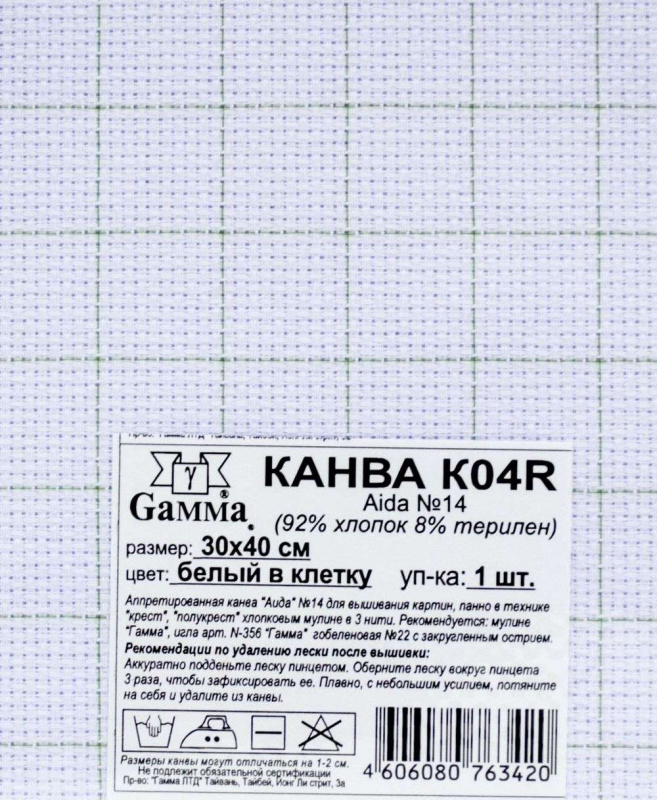 γ
Gamma®
КАНВА K04R
Aida №14
(92% хлопок 8% терилен)
размер: 30x40 см
цвет: белый в клетку уп-ка: 1 шт.
Аппретированная канва "Аида" №14 для вышивания картин, панно в технике
"крест", "полукрест" хлопковым мулине в 3 нити. Рекомендуется: мулине
"Гамма", игла арт. N-356 "Гамма" гобеленовая №22 с закругленным острием.
Рекомендации по удалению лески после вышивки:
Аккуратно подденьте леску пинцетом. Оберните леску вокруг пинцета
3 раза, чтобы зафиксировать ее. Плавно, с небольшим усилием, потяните
на себя и удалите из канвы.
Размеры канвы могут отличаться на 1-2 см.
Не подлежит обязательной сертификации
Пр-во: "Гамма ЛТД" Тайвань, Тайбей, Йонг Ли стрит, 3а
4 606080 763420